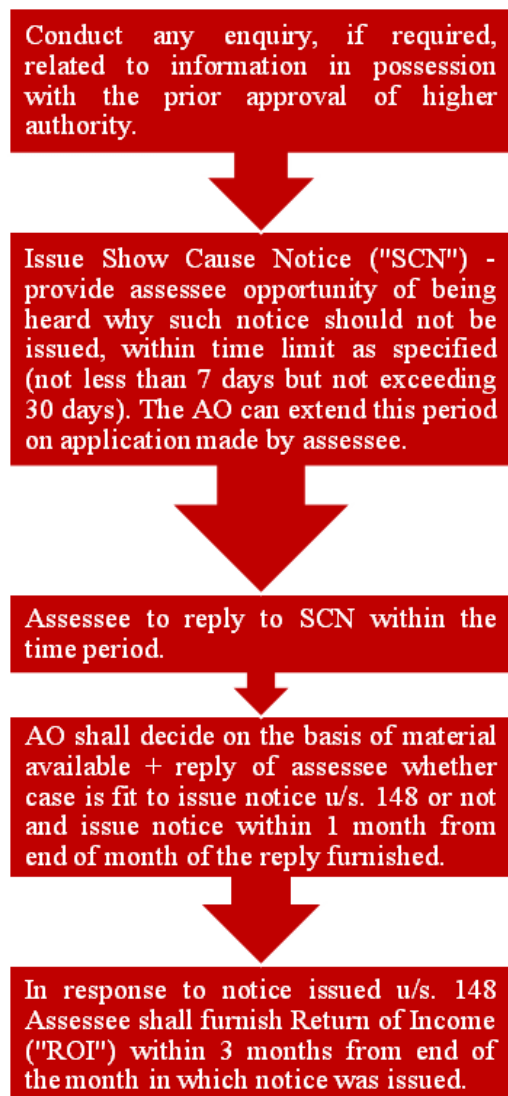 Conduct any enquiry, if required,
related to information in possession
with the prior approval of higher
authority.
Issue Show Cause Notice ("SCN") -
provide assessee opportunity of being
heard why such notice should not be
issued, within time limit as specified
(not less than 7 days but not exceeding
30 days). The AO can extend this period
on application made by assessee.
Assessee to reply to SCN within the
time period.
AO shall decide on the basis of material
available + reply of assessee whether
case is fit to issue notice u/s. 148 or not
and issue notice within 1 month from
end of month of the reply furnished.
In response to notice issued u/s. 148
Assessee shall furnish Return of Income
("ROI") within 3 months from end of
the month in which notice was issued.